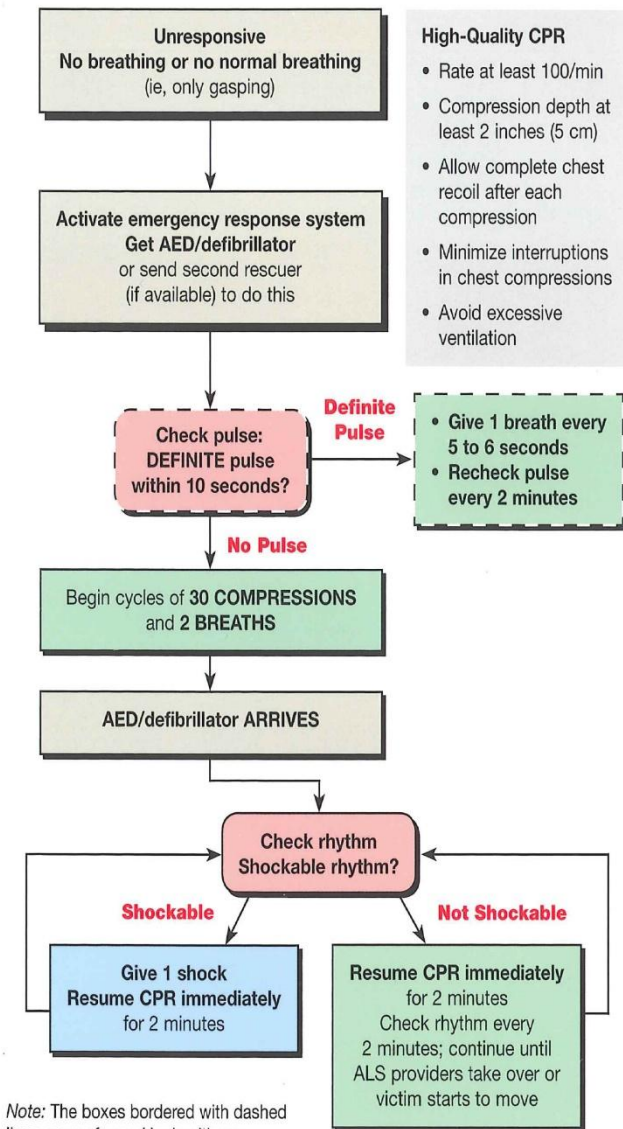 Unresponsive
No breathing or no normal breathing
(ie, only gasping)
High-Quality CPR
• Rate at least 100/min
• Compression depth at
least 2 inches (5 cm)
• Allow complete chest
recoil after each
compression
• Minimize interruptions
in chest compressions
• Avoid excessive
ventilation
Activate emergency response system
Get AED/defibrillator
or send second rescuer
(if available) to do this
Check pulse:
DEFINITE pulse
within 10 seconds?
Definite
Pulse
• Give 1 breath every
5 to 6 seconds
• Recheck pulse
every 2 minutes
No Pulse
Begin cycles of 30 COMPRESSIONS
and 2 BREATHS
AED/defibrillator ARRIVES
Check rhythm
Shockable rhythm?
Shockable
Not Shockable
Give 1 shock
Resume CPR immediately
for 2 minutes
Resume CPR immediately
for 2 minutes
Check rhythm every
2 minutes; continue until
ALS providers take over or
victim starts to move
Note: The boxes bordered with dashed